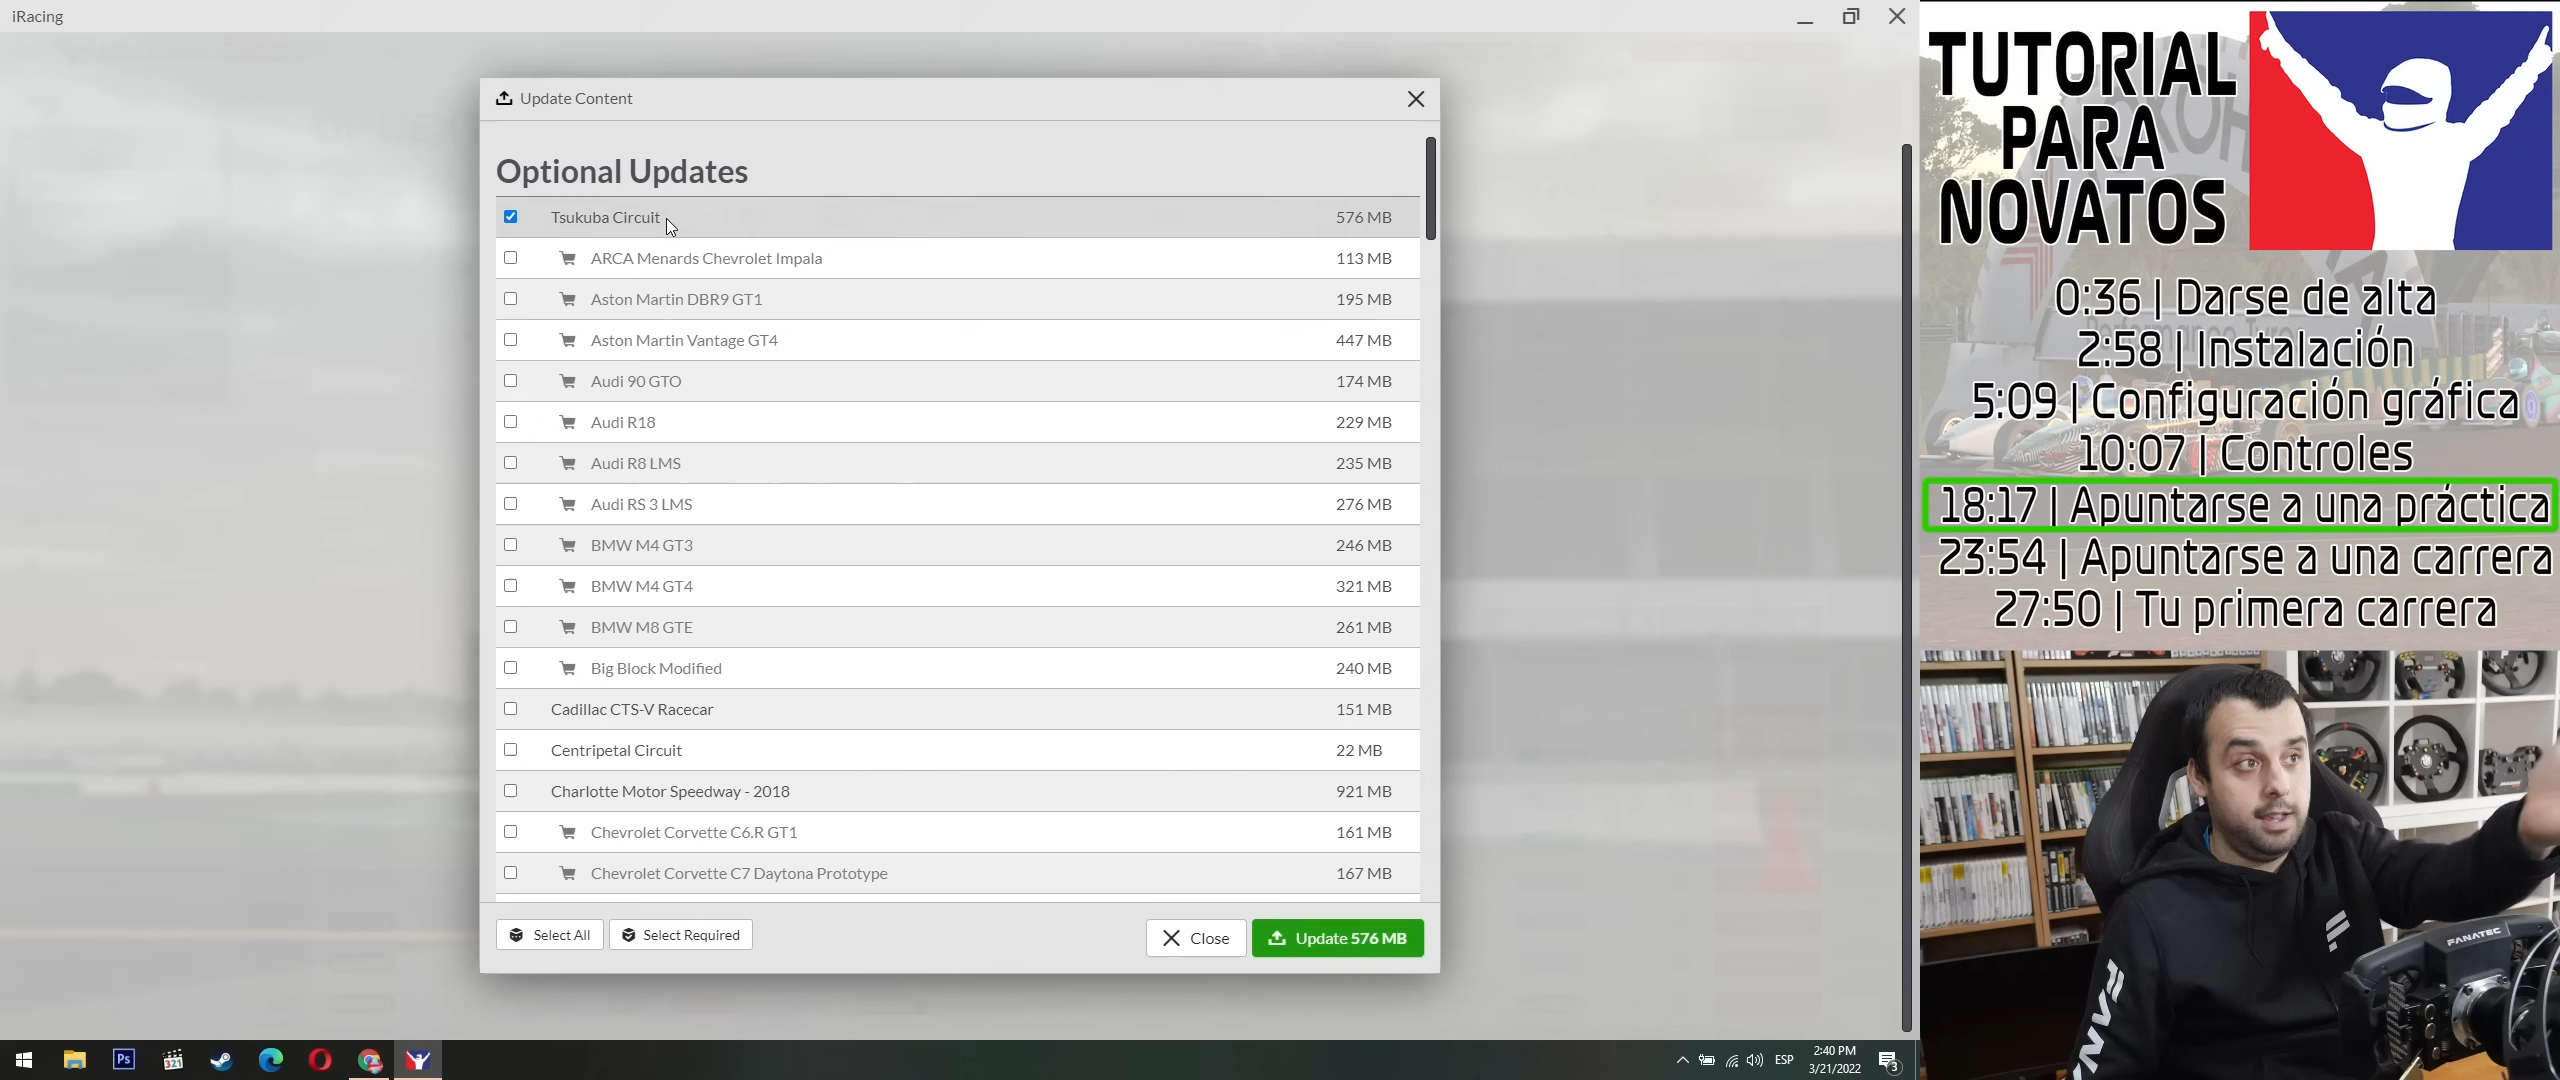 iRacing
Update Content
Optional Updates
Tsukuba Circuit 576 MB
ARCA Menards Chevrolet Impala 113 MB
Aston Martin DBR9 GT1 195 MB
Aston Martin Vantage GT4 447 MB
Audi 90 GTO 174 MB
Audi R18 229 MB
Audi R8 LMS 235 MB
Audi RS 3 LMS 276 MB
BMW M4 GT3 246 MB
BMW M4 GT4 321 MB
BMW M8 GTE 261 MB
Big Block Modified 240 MB
Cadillac CTS-V Racecar 151 MB
Centripetal Circuit 22 MB
Charlotte Motor Speedway - 2018 921 MB
Chevrolet Corvette C6.R GT1 161 MB
Chevrolet Corvette C7 Daytona Prototype 167 MB
Select All Select Required Close Update 576 MB
Ps 321 ESP 2:40 PM
3/21/2022 3
TUTORIAL
PARA
NOVATOS
0:36 | Darse de alta
2:58 | Instalación
5:09 | Configuración gráfica
10:07 | Controles
18:17 | Apuntarse a una práctica
23:54 | Apuntarse a una carrera
27:50 | Tu primera carrera
FANATEC